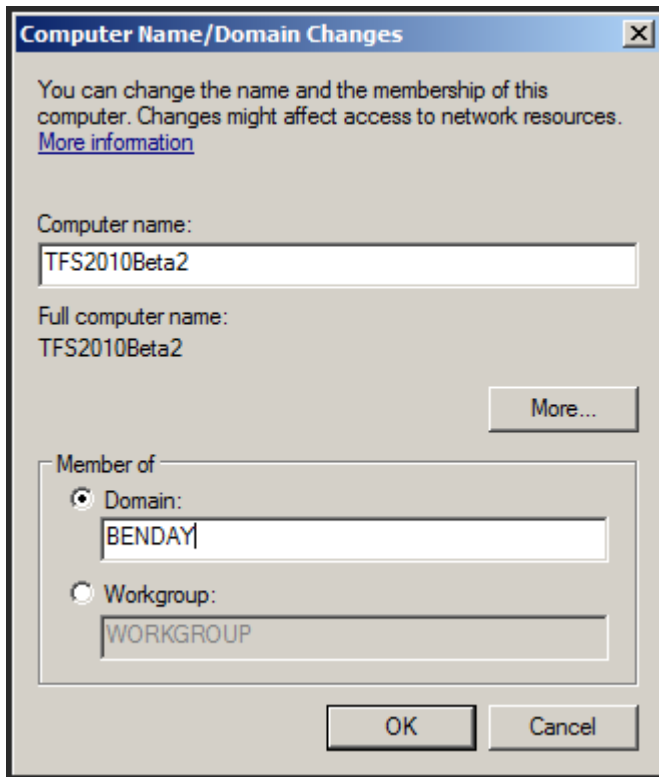 Computer Name/Domain Changes
You can change the name and the membership of this
computer. Changes might affect access to network resources.
More information
Computer name:
TFS2010Beta2
Full computer name:
TFS2010Beta2
More...
Member of
Domain:
BENDAY
Workgroup:
WORKGROUP
OK Cancel